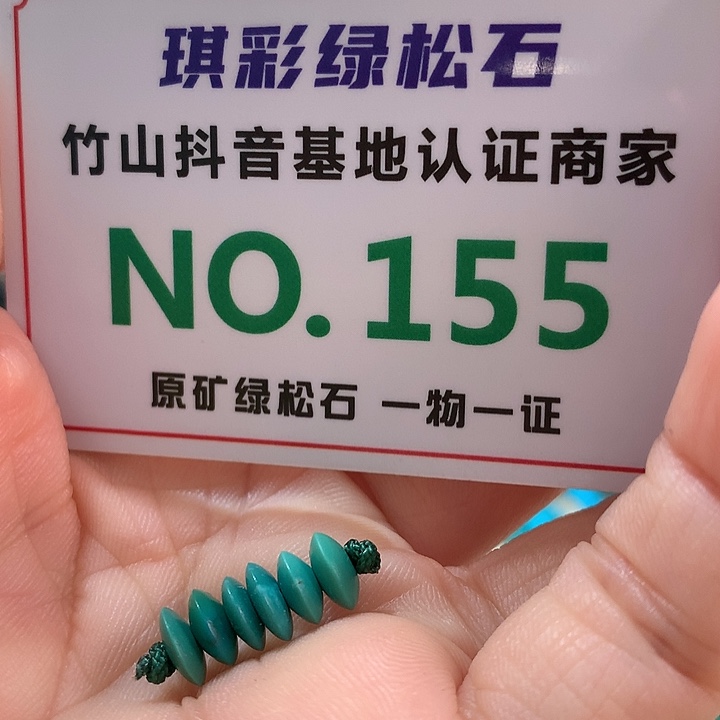 琪彩绿松石
竹山抖音基地认证商家
NO.155
原矿绿松石 一物一证